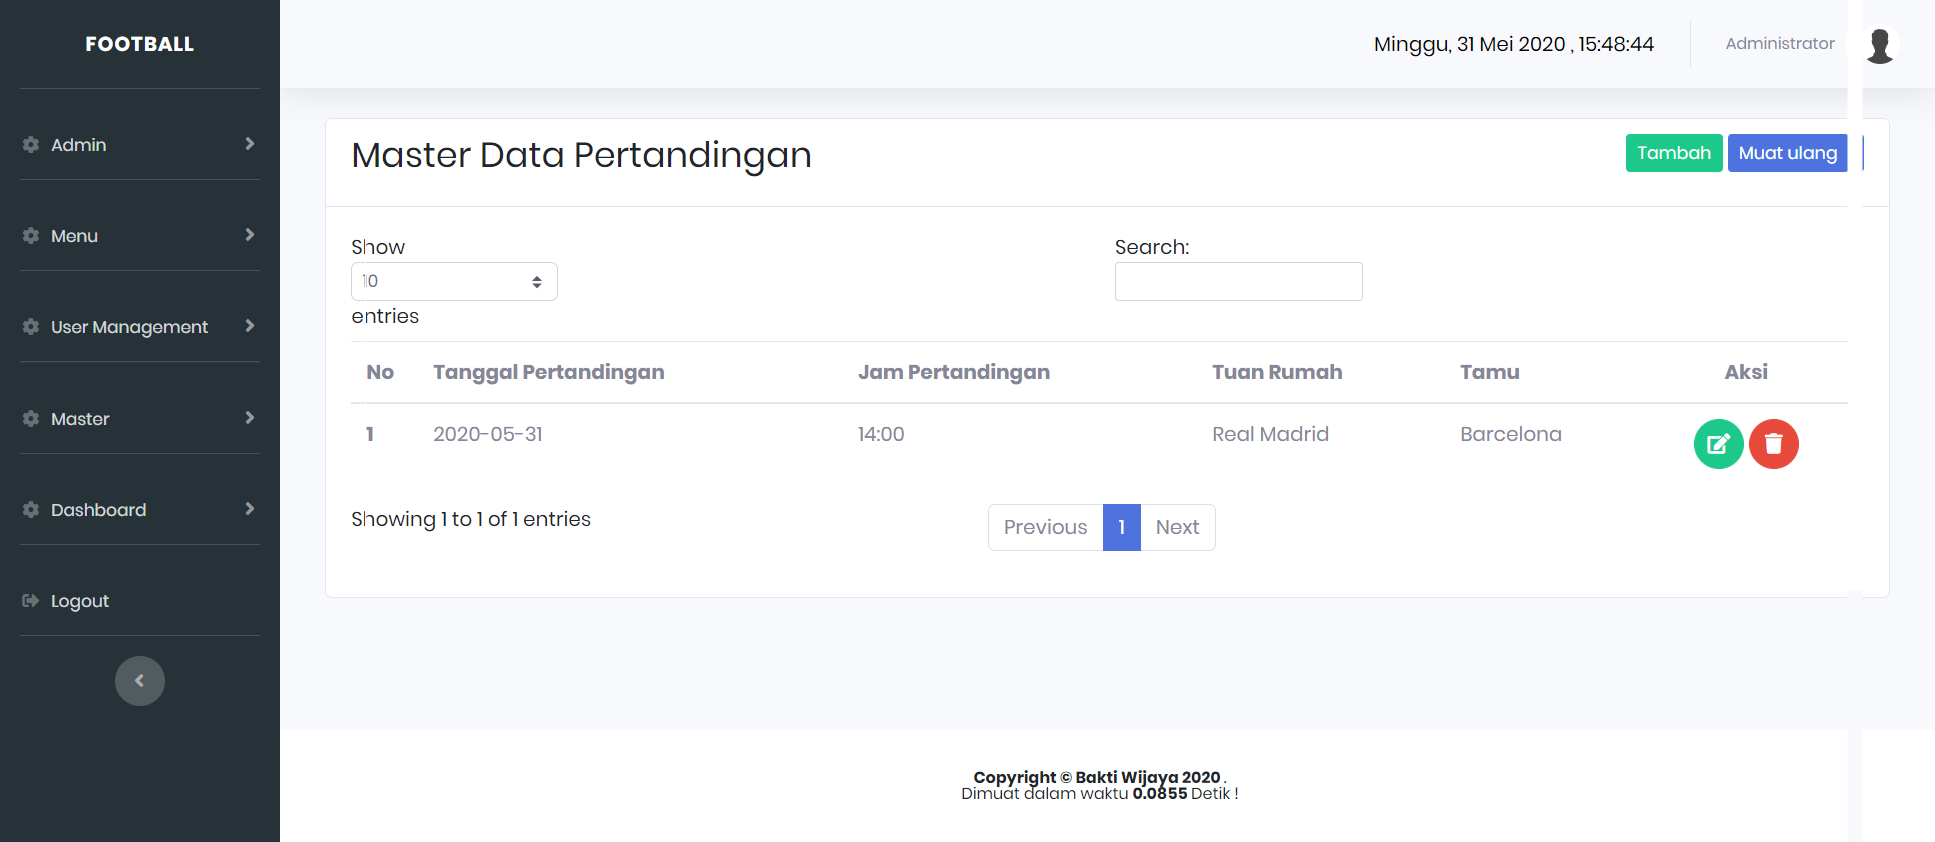 FOOTBALL
Minggu, 31 Mei 2020 , 15:48:44
Administrator
Admin
Menu
User Management
Master
Dashboard
Logout
Master Data Pertandingan
Tambah
Muat ulang
Show
10
entries
Search:
No Tanggal Pertandingan Jam Pertandingan Tuan Rumah Tamu Aksi
1 2020-05-31 14:00 Real Madrid Barcelona
Showing 1 to 1 of 1 entries
Previous 1 Next
Copyright © Bakti Wijaya 2020 .
Dimuat dalam waktu 0.0855 Detik !